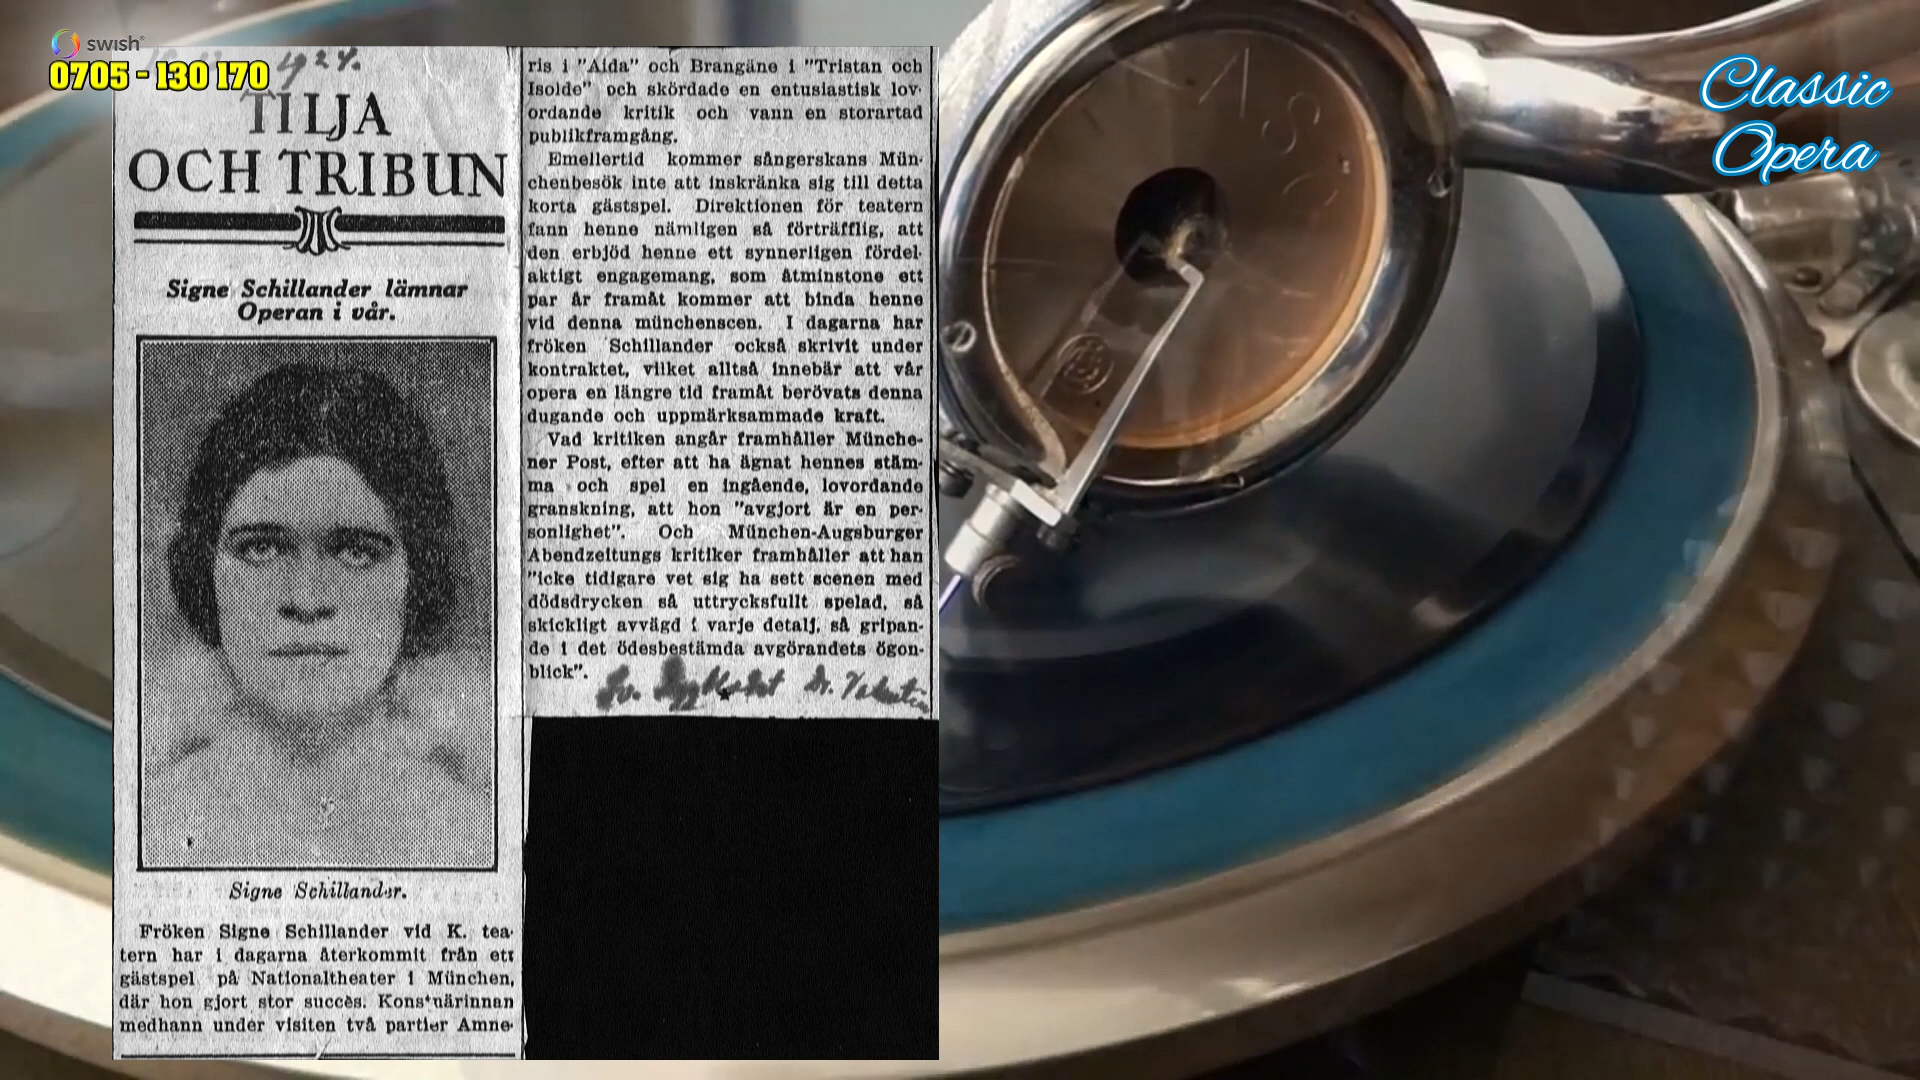 swish®
0705 - 130 170
1924.
TILJA
OCH TRIBUN
Signe Schillander lämnar
Operan i vår.
Signe Schillander.
Fröken Signe Schillander vid K. tea-
tern har i dagarna återkommit från ett
gästspel på Nationaltheater i München,
där hon gjort stor succès. Konstnärinnan
medhann under visiten två partier Amne-
ris i "Aida" och Brangäne i "Tristan och
Isolde" och skördade en entusiastisk lov-
ordande kritik och vann en storartad
publikframgång.
Emellertid kommer sångerskans Mün-
chenbesök inte att inskränka sig till detta
korta gästspel. Direktionen för teatern
fann henne nämligen så förträfflig, att
den erbjöd henne ett synnerligen fördel-
aktigt engagemang, som åtminstone ett
par år framåt kommer att binda henne
vid denna münchenscen. I dagarna har
fröken Schillander också skrivit under
kontraktet, vilket alltså innebär att vår
opera en längre tid framåt berövats denna
dugande och uppmärksammade kraft.
Vad kritiken angår framhåller Münche-
ner Post, efter att ha ägnat hennes stäm-
ma och spel en ingående, lovordande
granskning, att hon "avgjort är en per-
sonlighet". Och München-Augsburger
Abendzeitungs kritiker framhåller att han
"icke tidigare vet sig ha sett scenen med
dödsdrycken så uttrycksfullt spelad, så
skickligt avvägd i varje detalj, så gripan-
de i det ödesbestämda avgörandets ögon-
blick".
Classic
Opera